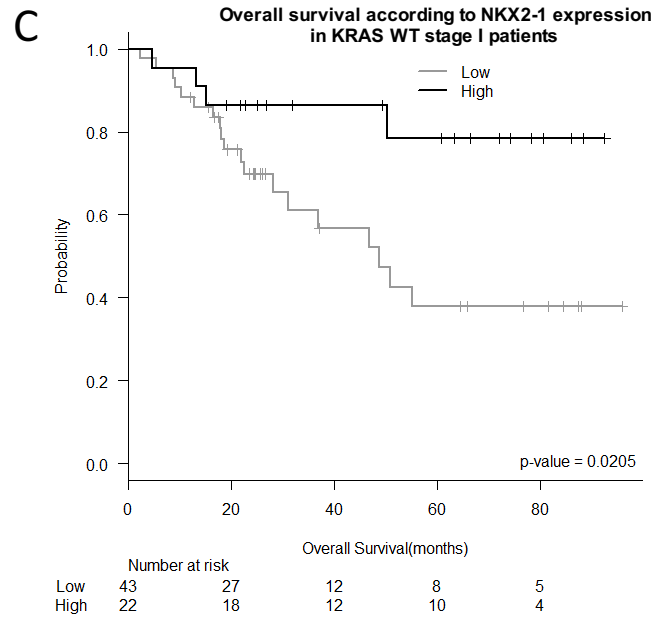 C
Overall survival according to NKX2-1 expression
in KRAS WT stage I patients
Low
High
1.0
0.8
0.6
0.4
0.2
0.0
Probability
p-value = 0.0205
0 20 40 60 80
Overall Survival(months)
Number at risk
Low 43 27 12 8 5
High 22 18 12 10 4